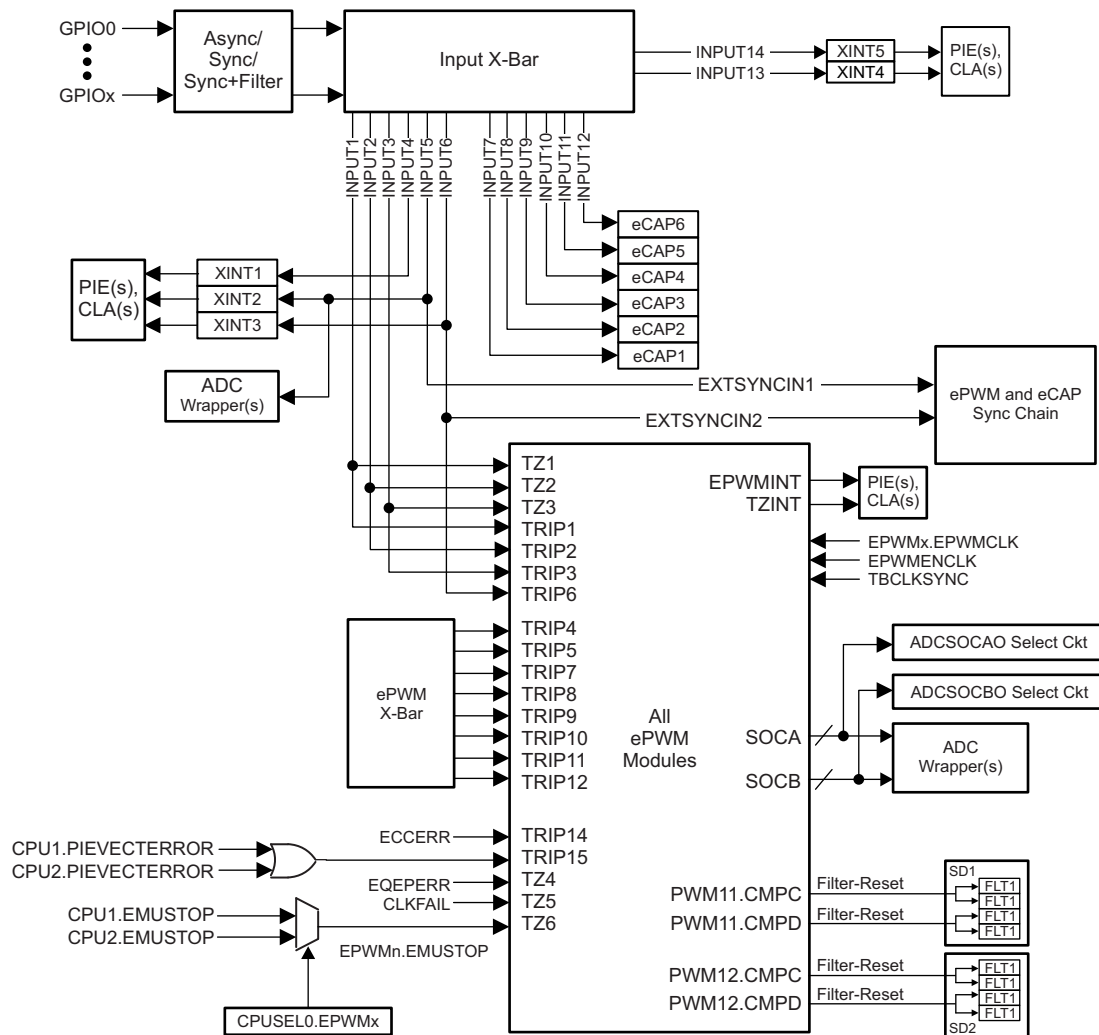 GPIO0
GPIOx
Async/
Sync/
Sync+Filter
Input X-Bar
INPUT14
INPUT13
XINT5
XINT4
PIE(s),
CLA(s)
INPUT1
INPUT2
INPUT3
INPUT4
INPUT5
INPUT6
INPUT7
INPUT8
INPUT9
INPUT10
INPUT11
INPUT12
eCAP6
eCAP5
eCAP4
eCAP3
eCAP2
eCAP1
PIE(s),
CLA(s)
XINT1
XINT2
XINT3
ADC
Wrapper(s)
EXTSYNCIN1
EXTSYNCIN2
ePWM and eCAP
Sync Chain
TZ1
TZ2
TZ3
TRIP1
TRIP2
TRIP3
TRIP6
EPWMINT
TZINT
PIE(s),
CLA(s)
EPWMx.EPWMCLK
EPWMENCLK
TBCLKSYNC
ePWM
X-Bar
TRIP4
TRIP5
TRIP7
TRIP8
TRIP9
TRIP10
TRIP11
TRIP12
All
ePWM
Modules
SOCA
SOCB
ADCSOCAO Select Ckt
ADCSOCBO Select Ckt
ADC
Wrapper(s)
ECCERR
TRIP14
CPU1.PIEVECTERROR
CPU2.PIEVECTERROR
TRIP15
EQEPERR
TZ4
CLKFAIL
TZ5
CPU1.EMUSTOP
CPU2.EMUSTOP
TZ6
EPWMn.EMUSTOP
CPUSEL0.EPWMx
PWM11.CMPC
Filter-Reset
PWM11.CMPD
Filter-Reset
SD1
FLT1
FLT1
FLT1
FLT1
PWM12.CMPC
Filter-Reset
PWM12.CMPD
Filter-Reset
FLT1
FLT1
FLT1
FLT1
SD2